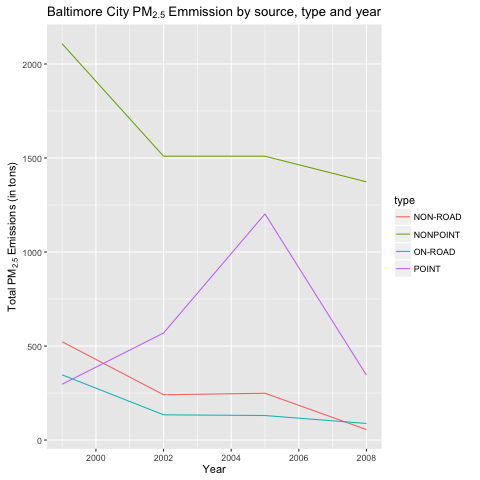 Baltimore City PM2.5 Emmission by source, type and year
Total PM2.5 Emissions (in tons)
2000
1500
1000
500
0
2000
2002
2004
2006
2008
Year
type
NON-ROAD
NONPOINT
ON-ROAD
POINT